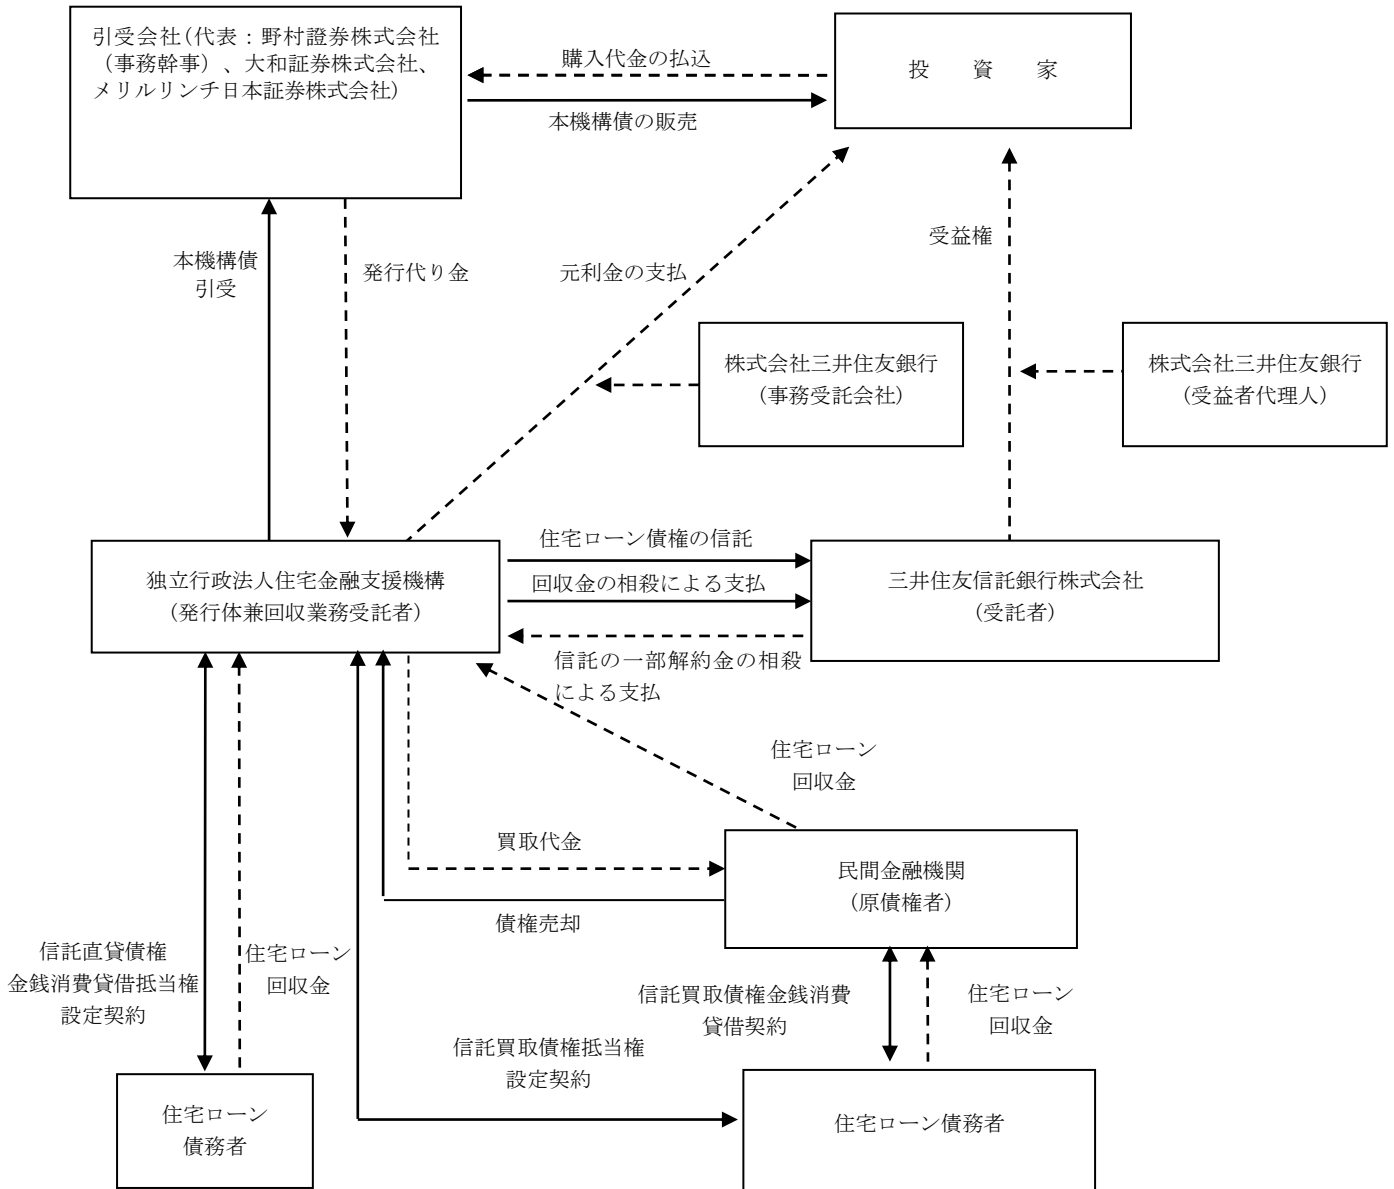 引受会社(代表：野村證券株式会社
（事務幹事）、大和証券株式会社、
メリルリンチ日本証券株式会社)
購入代金の払込
投　資　家
本機構債の販売
受益権
本機構債
引受
発行代り金
元利金の支払
株式会社三井住友銀行
（事務受託会社）
株式会社三井住友銀行
（受益者代理人）
住宅ローン債権の信託
独立行政法人住宅金融支援機構
（発行体兼回収業務受託者）
回収金の相殺による支払
三井住友信託銀行株式会社
（受託者）
信託の一部解約金の相殺
による支払
住宅ローン
回収金
買取代金
民間金融機関
（原債権者）
債権売却
信託直貸債権
金銭消費貸借抵当権
設定契約
住宅ローン
回収金
信託買取債権金銭消費
貸借契約
住宅ローン
回収金
信託買取債権抵当権
設定契約
住宅ローン
債務者
住宅ローン債務者